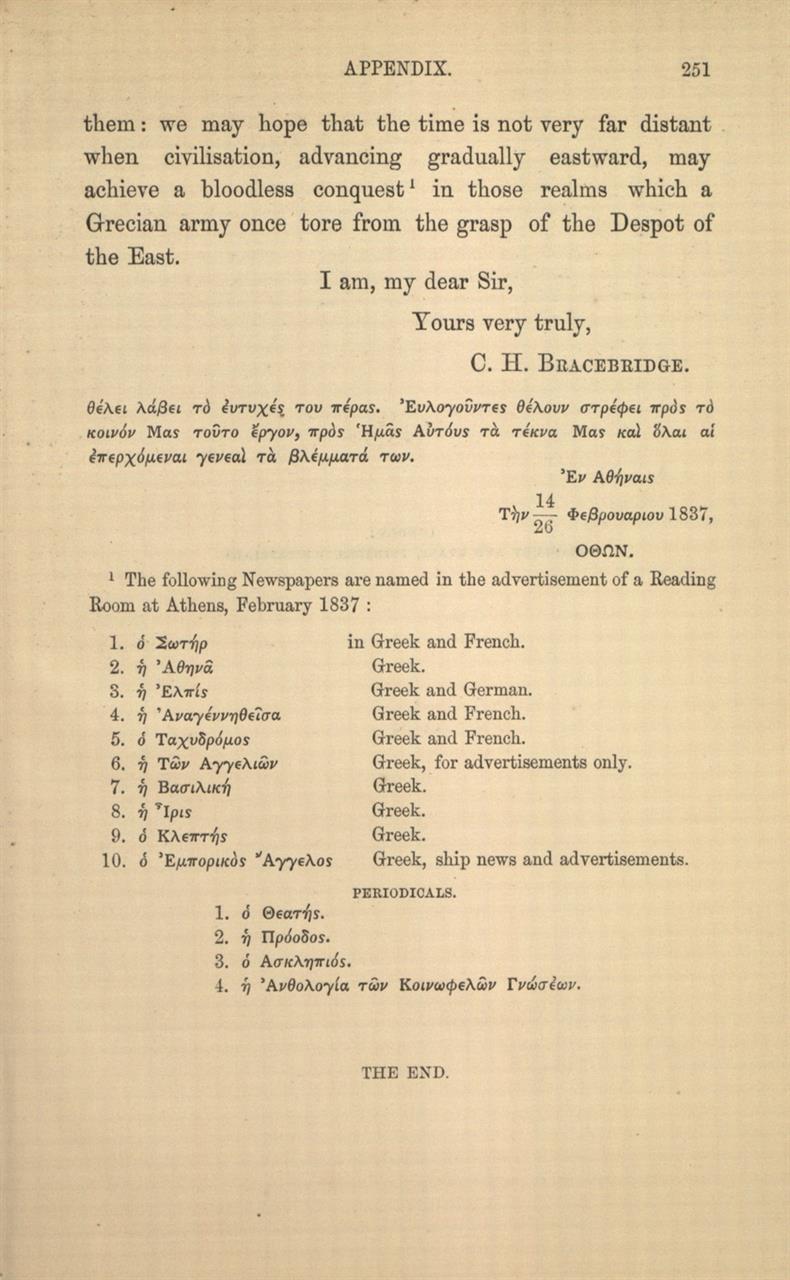 APPENDIX. 251
them: we may hope that the time is not very far distant
when civilisation, advancing gradually eastward, may
achieve a bloodless conquest¹ in those realms which a
Grecian army once tore from the grasp of the Despot of
the East.
I am, my dear Sir,
Yours very truly,
C. H. BRACEBRIDGE.
θέλει λάβει τὸ ἐυτυχές του πέρας. Ἐυλογοῦντες θέλουν στρέφει πρὸς τὸ
κοινόν Μας τοῦτο ἔργον, πρὸς Ἡμᾶς Αὐτόυς τὰ τέκνα Μας καὶ ὅλαι αἱ
ἐπερχόμεναι γενεαὶ τὰ βλέμματά των.
Ἐν Αθήναις
Τὴν 14/26 Φεβρουαριου 1837,
ΟΘΩΝ.
¹ The following Newspapers are named in the advertisement of a Reading
Room at Athens, February 1837 :
1. ὁ Σωτήρ in Greek and French.
2. ἡ Ἀθηνᾶ Greek.
3. ἡ Ἐλπίς Greek and German.
4. ἡ Ἀναγέννηθεῖσα Greek and French.
5. ὁ Ταχυδρόμος Greek and French.
6. ἡ Τῶν Αγγελιῶν Greek, for advertisements only.
7. ἡ Βασιλική Greek.
8. ἡ Ἶρις Greek.
9. ὁ Κλεπτής Greek.
10. ὁ Ἐμπορικὸς Ἄγγελος Greek, ship news and advertisements.
PERIODICALS.
1. ὁ Θεατής.
2. ἡ Πρόοδος.
3. ὁ Ασκληπιός.
4. ἡ Ἀνθολογία τῶν Κοινωφελῶν Γνώσέων.
THE END.